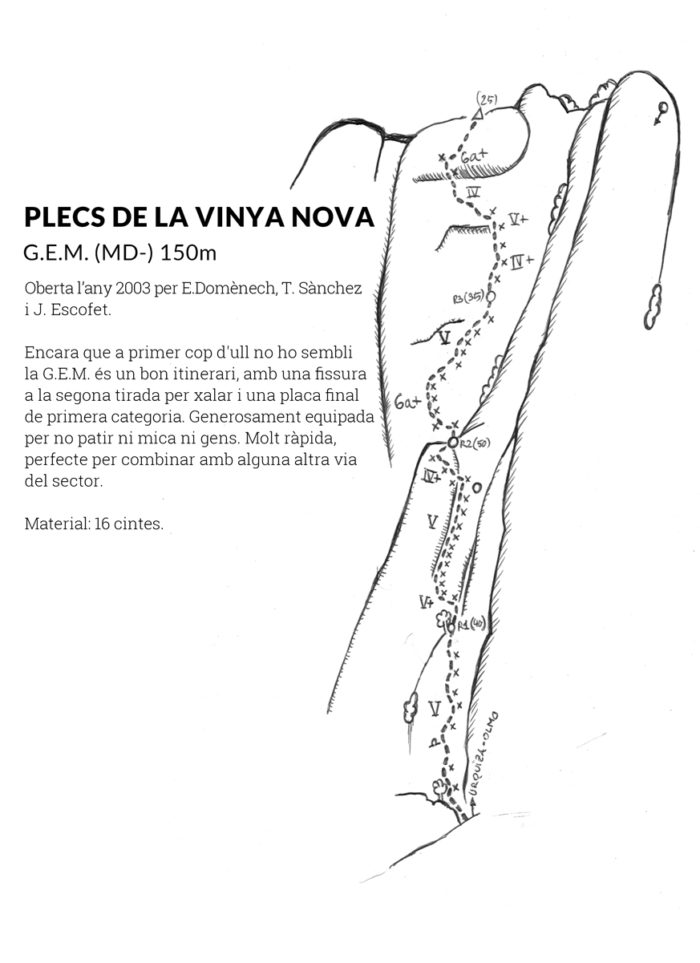 PLECS DE LA VINYA NOVA
G.E.M. (MD-) 150m
Oberta l'any 2003 per E.Domènech, T. Sànchez
i J. Escofet.
Encara que a primer cop d'ull no ho sembli
la G.E.M. és un bon itinerari, amb una fissura
a la segona tirada per xalar i una placa final
de primera categoria. Generosament equipada
per no patir ni mica ni gens. Molt ràpida,
perfecte per combinar amb alguna altra via
del sector.
Material: 16 cintes.
(25)
6a+
IV
V+
IV+
R3(35)
V
6a+
R2(50)
IV+
V
V+
R1(40)
V
URQUIZA-OLMO